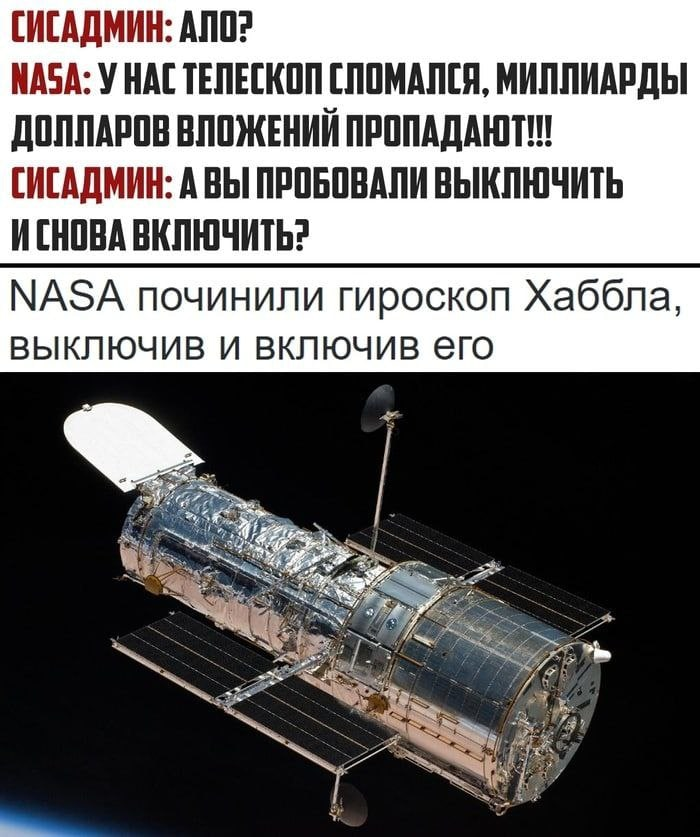 СИСАДМИН: АЛО?
NASA: У НАС ТЕЛЕСКОП СЛОМАЛСЯ, МИЛЛИАРДЫ
ДОЛЛАРОВ ВЛОЖЕНИЙ ПРОПАДАЮТ!!!
СИСАДМИН: А ВЫ ПРОБОВАЛИ ВЫКЛЮЧИТЬ
И СНОВА ВКЛЮЧИТЬ?
NASA починили гироскоп Хаббла,
выключив и включив его